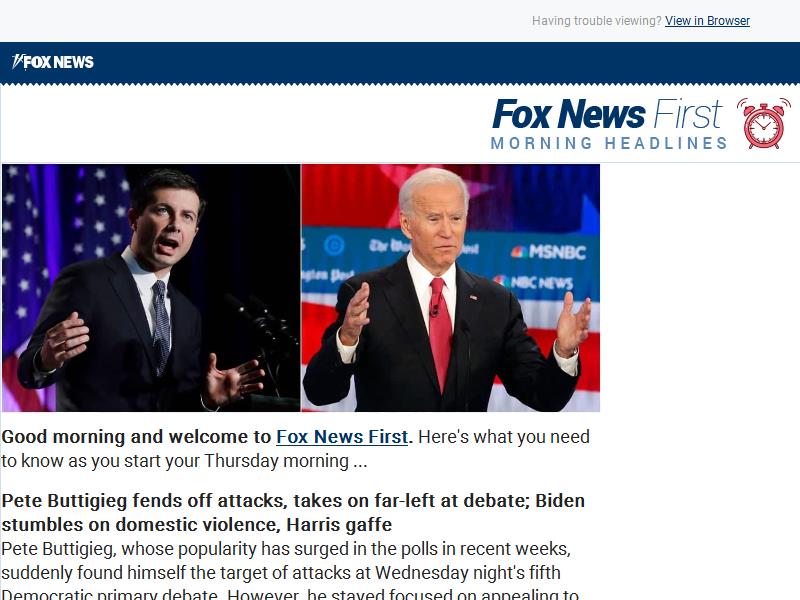 Having trouble viewing? View in Browser
FOX NEWS
Fox News First
MORNING HEADLINES
MSNBC
NBC NEWS
Good morning and welcome to Fox News First. Here's what you need
to know as you start your Thursday morning ...
Pete Buttigieg fends off attacks, takes on far-left at debate; Biden
stumbles on domestic violence, Harris gaffe
Pete Buttigieg, whose popularity has surged in the polls in recent weeks,
suddenly found himself the target of attacks at Wednesday night's fifth
Democratic primary debate. However, he stayed focused on appealing to